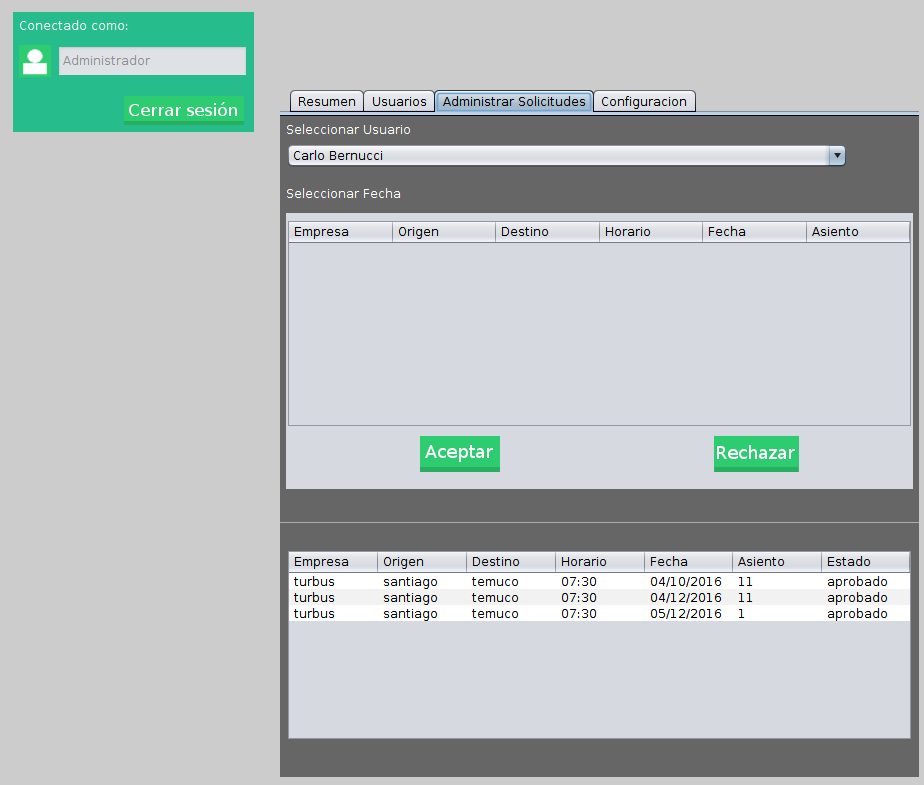 Conectado como:
Administrador
Cerrar sesión
Resumen Usuarios Administrar Solicitudes Configuracion
Seleccionar Usuario
Carlo Bernucci
Seleccionar Fecha
Empresa Origen Destino Horario Fecha Asiento
Aceptar Rechazar
Empresa Origen Destino Horario Fecha Asiento Estado
turbus santiago temuco 07:30 04/10/2016 11 aprobado
turbus santiago temuco 07:30 04/12/2016 11 aprobado
turbus santiago temuco 07:30 05/12/2016 1 aprobado